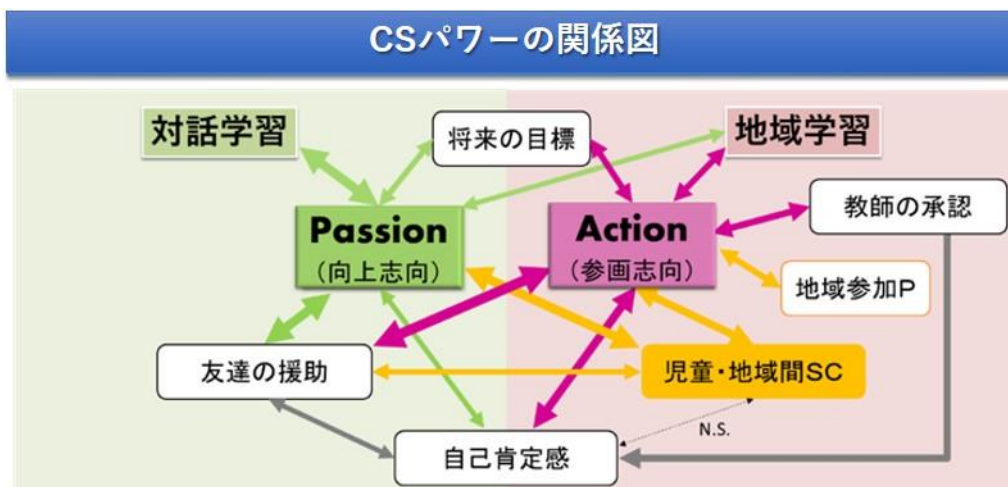 CSパワーの関係図
対話学習
将来の目標
地域学習
教師の承認
Passion
(向上志向)
Action
(参画志向)
地域参加P
友達の援助
児童・地域間SC
N.S.
自己肯定感